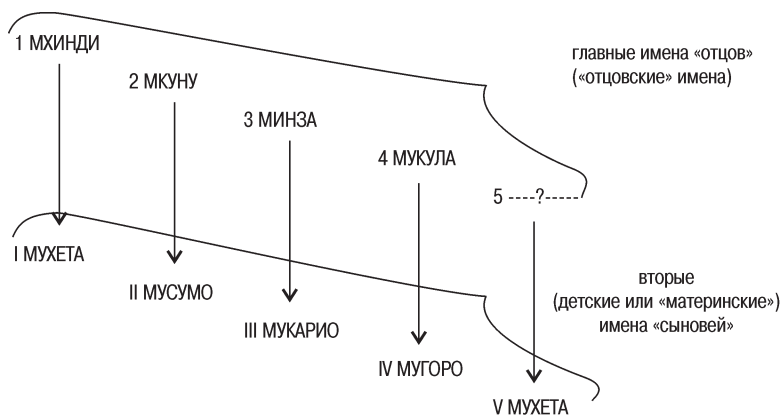 1 МХИНДИ
главные имена «отцов»
(«отцовские» имена)
2 МКУНУ
3 МИНЗА
4 МУКУЛА
5 ----?------
I МУХЕТА
II МУСУМО
вторые
(детские или «материнские»)
имена «сыновей»
III МУКАРИО
IV МУГОРО
V МУХЕТА